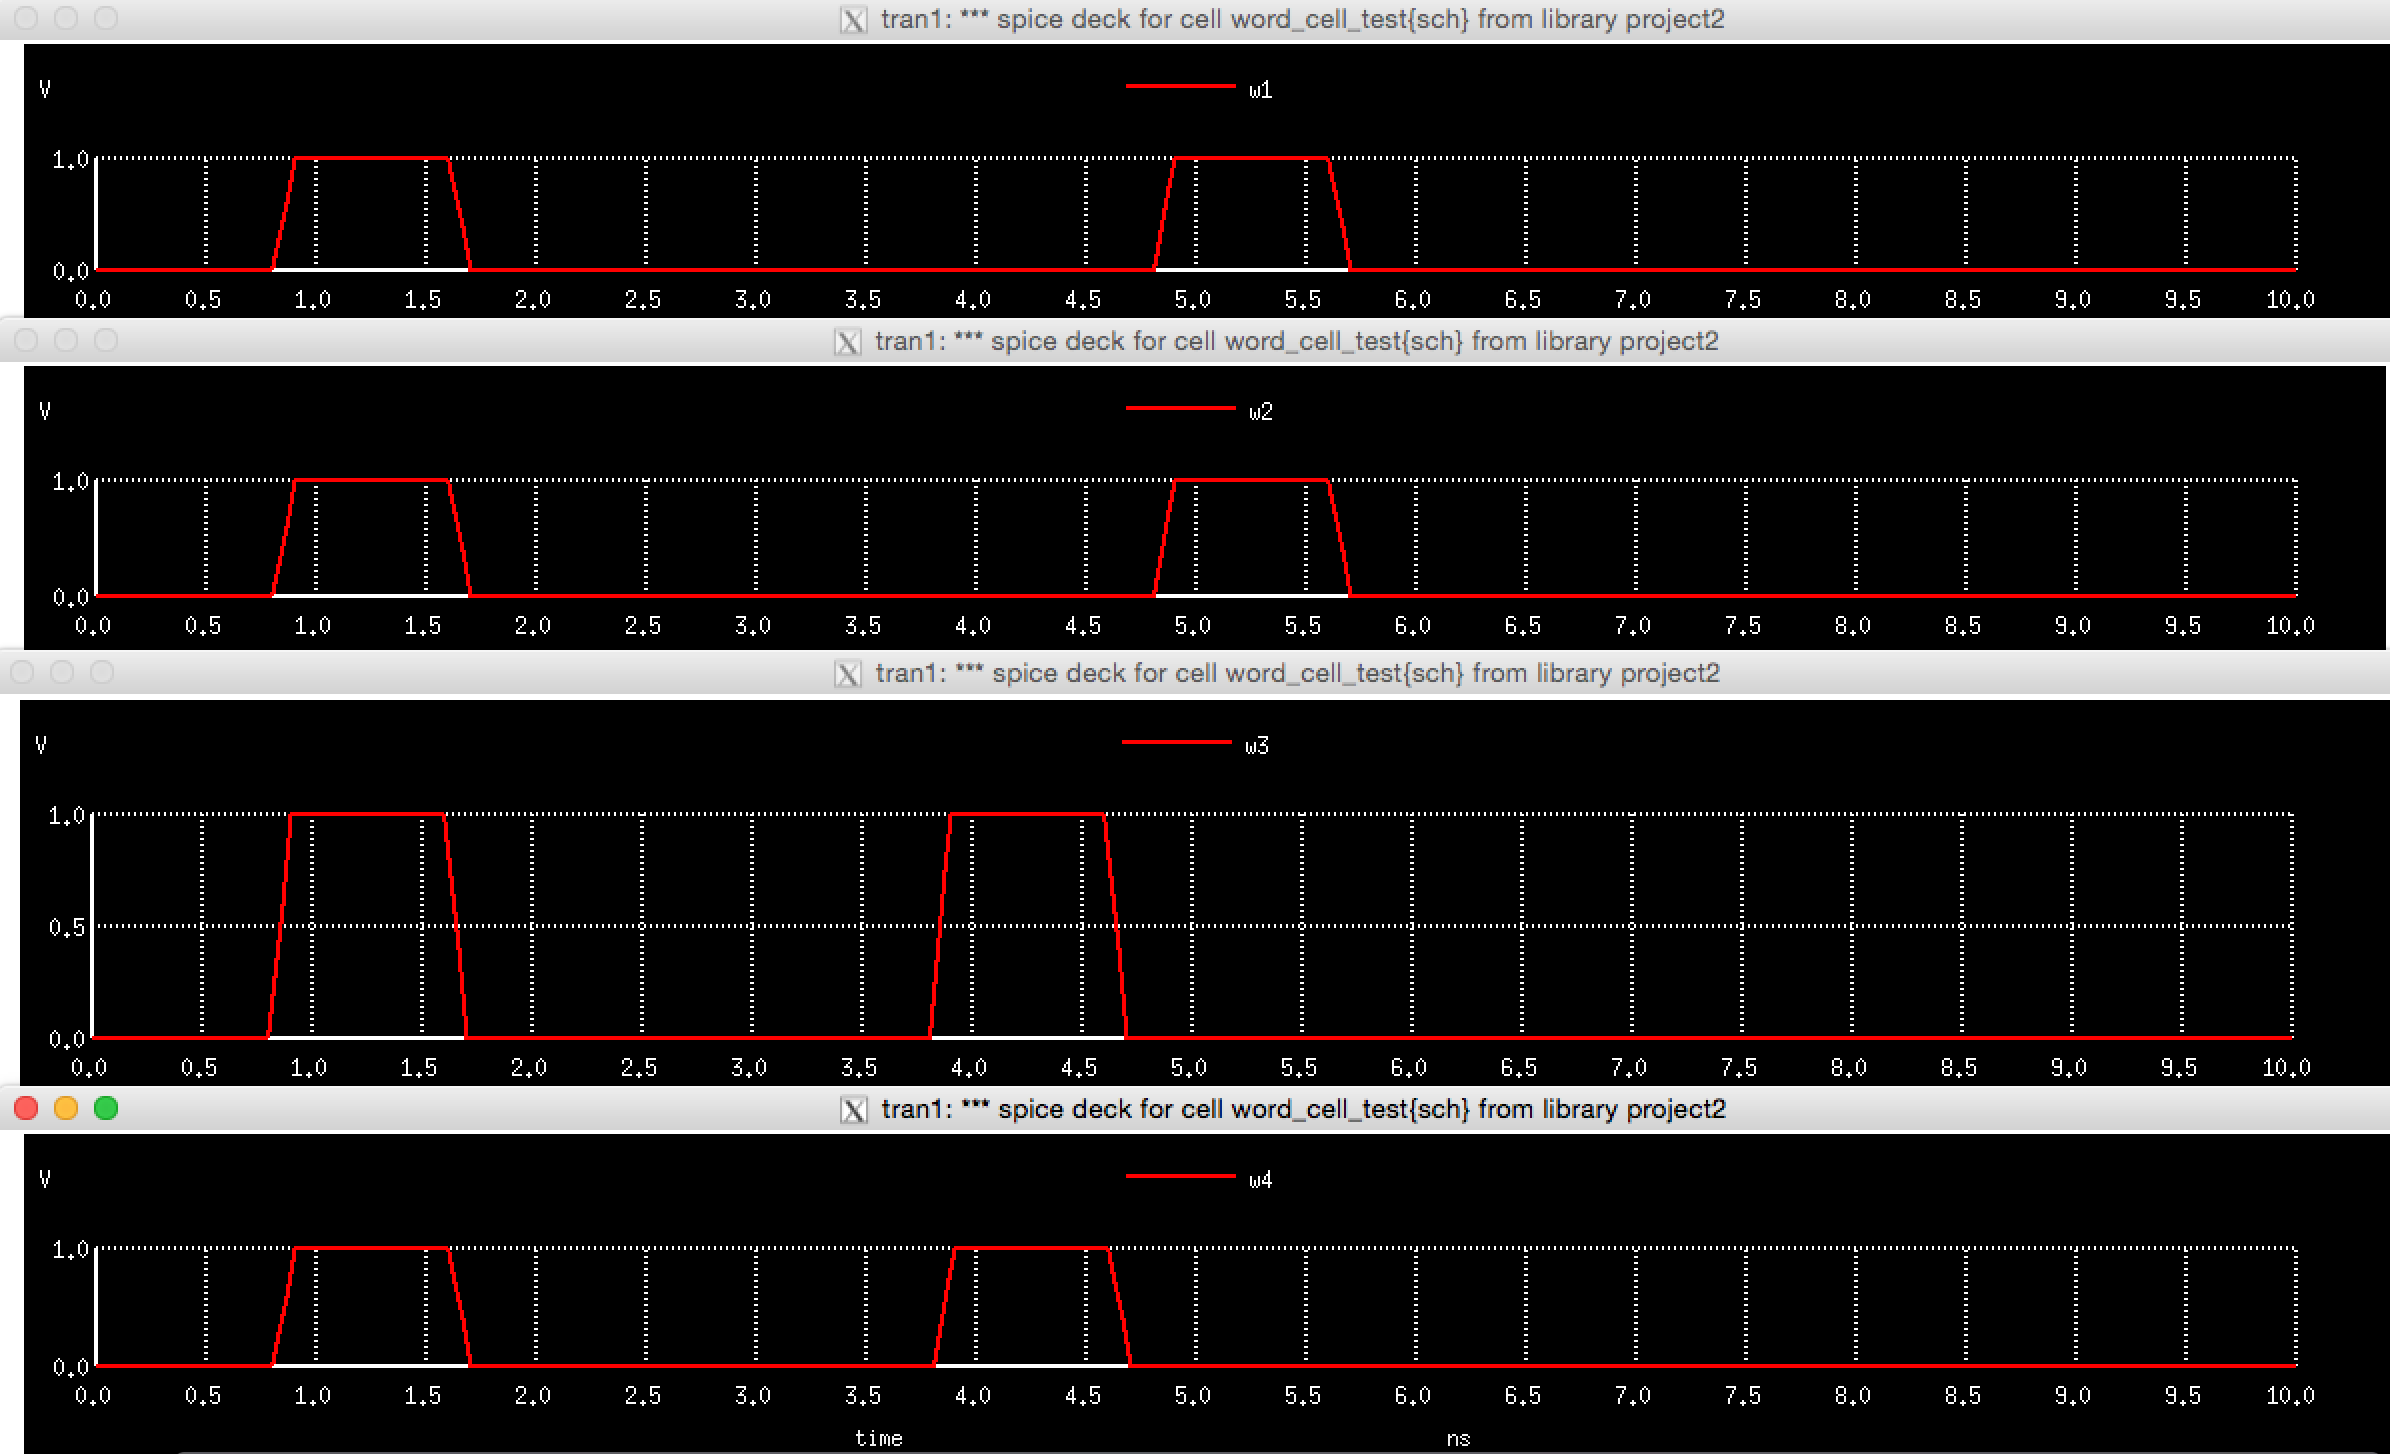 tran1: *** spice deck for cell word_cell_test{sch} from library project2
V w1
1.0
0.0
0.0 0.5 1.0 1.5 2.0 2.5 3.0 3.5 4.0 4.5 5.0 5.5 6.0 6.5 7.0 7.5 8.0 8.5 9.0 9.5 10.0
tran1: *** spice deck for cell word_cell_test{sch} from library project2
V w2
1.0
0.0
0.0 0.5 1.0 1.5 2.0 2.5 3.0 3.5 4.0 4.5 5.0 5.5 6.0 6.5 7.0 7.5 8.0 8.5 9.0 9.5 10.0
tran1: *** spice deck for cell word_cell_test{sch} from library project2
V w3
1.0
0.5
0.0
0.0 0.5 1.0 1.5 2.0 2.5 3.0 3.5 4.0 4.5 5.0 5.5 6.0 6.5 7.0 7.5 8.0 8.5 9.0 9.5 10.0
tran1: *** spice deck for cell word_cell_test{sch} from library project2
V w4
1.0
0.0
0.0 0.5 1.0 1.5 2.0 2.5 3.0 3.5 4.0 4.5 5.0 5.5 6.0 6.5 7.0 7.5 8.0 8.5 9.0 9.5 10.0
time ns